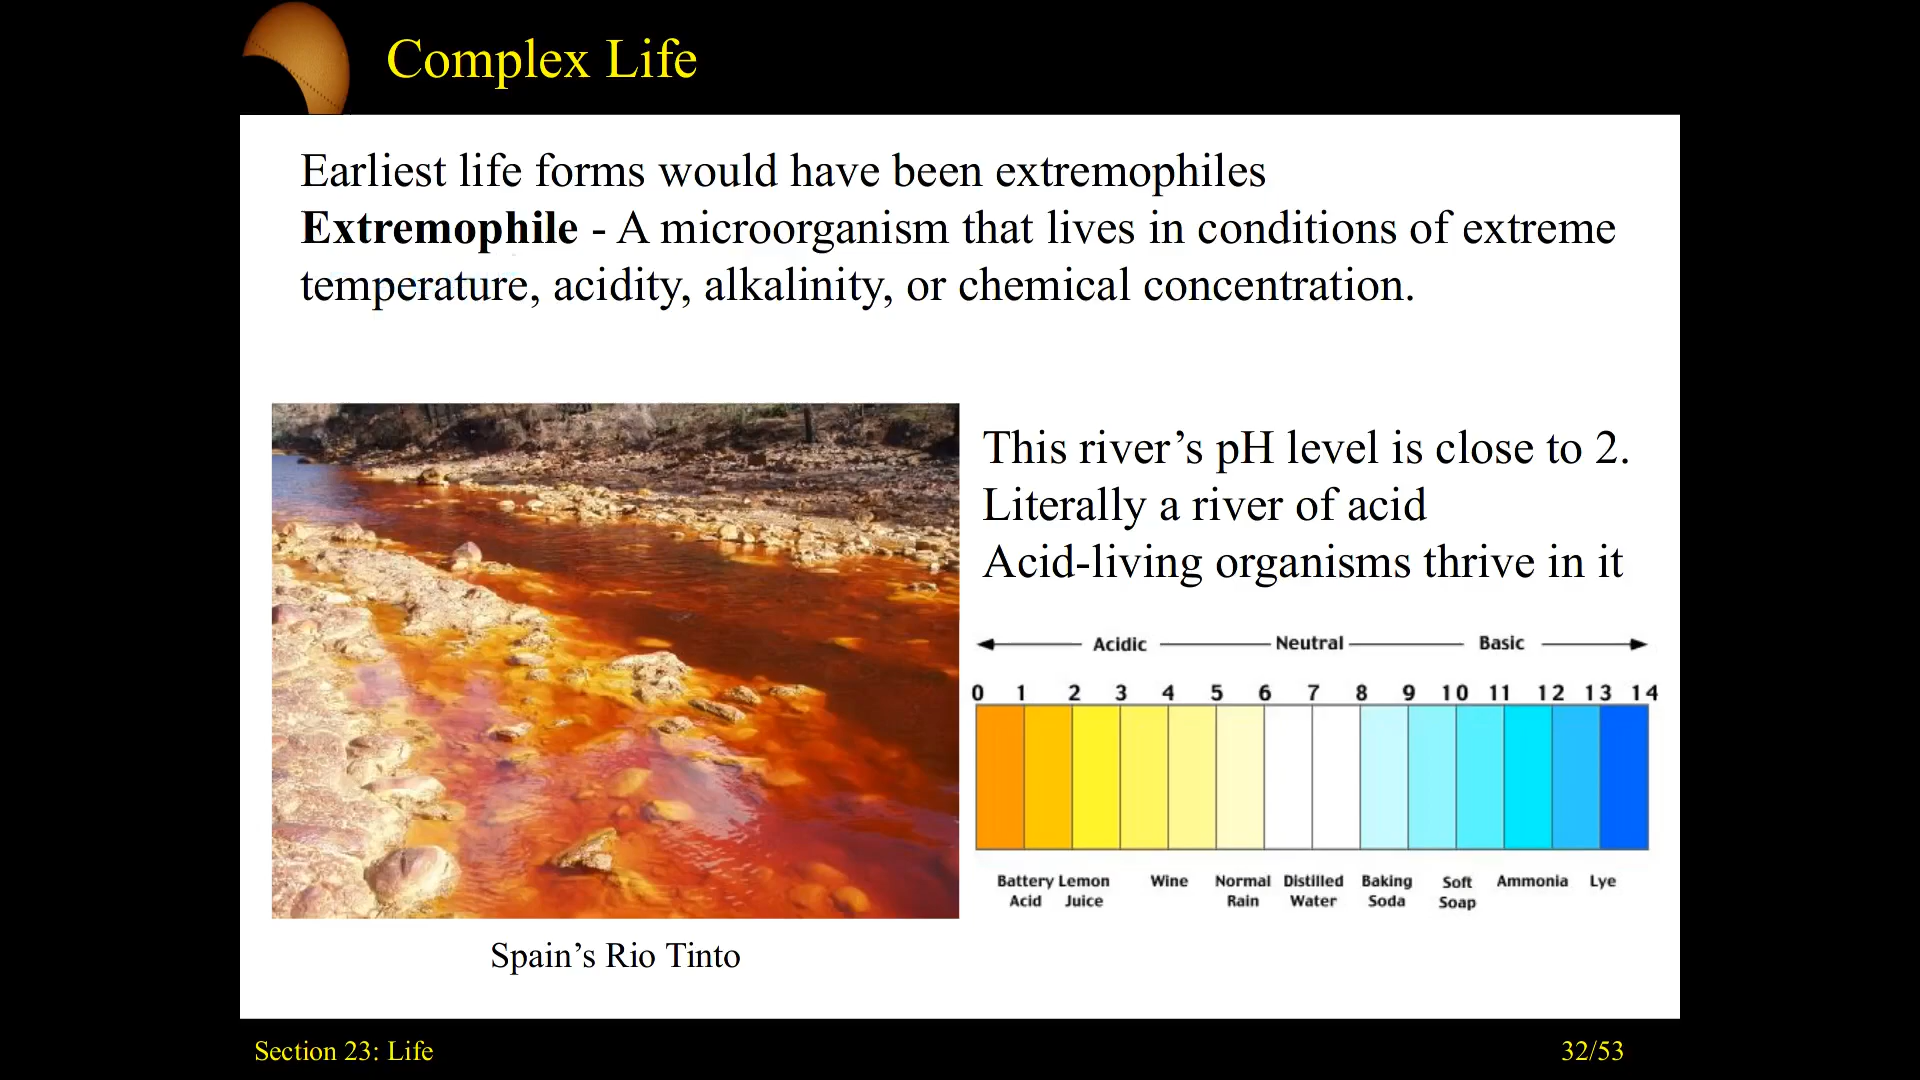 Complex Life
Earliest life forms would have been extremophiles
Extremophile - A microorganism that lives in conditions of extreme
temperature, acidity, alkalinity, or chemical concentration.
This river’s pH level is close to 2.
Literally a river of acid
Acid-living organisms thrive in it
Acidic Neutral Basic
0 1 2 3 4 5 6 7 8 9 10 11 12 13 14
Battery Lemon Wine Normal Distilled Baking Soft Ammonia Lye
Acid Juice Rain Water Soda Soap
Spain’s Rio Tinto
Section 23: Life 32/53